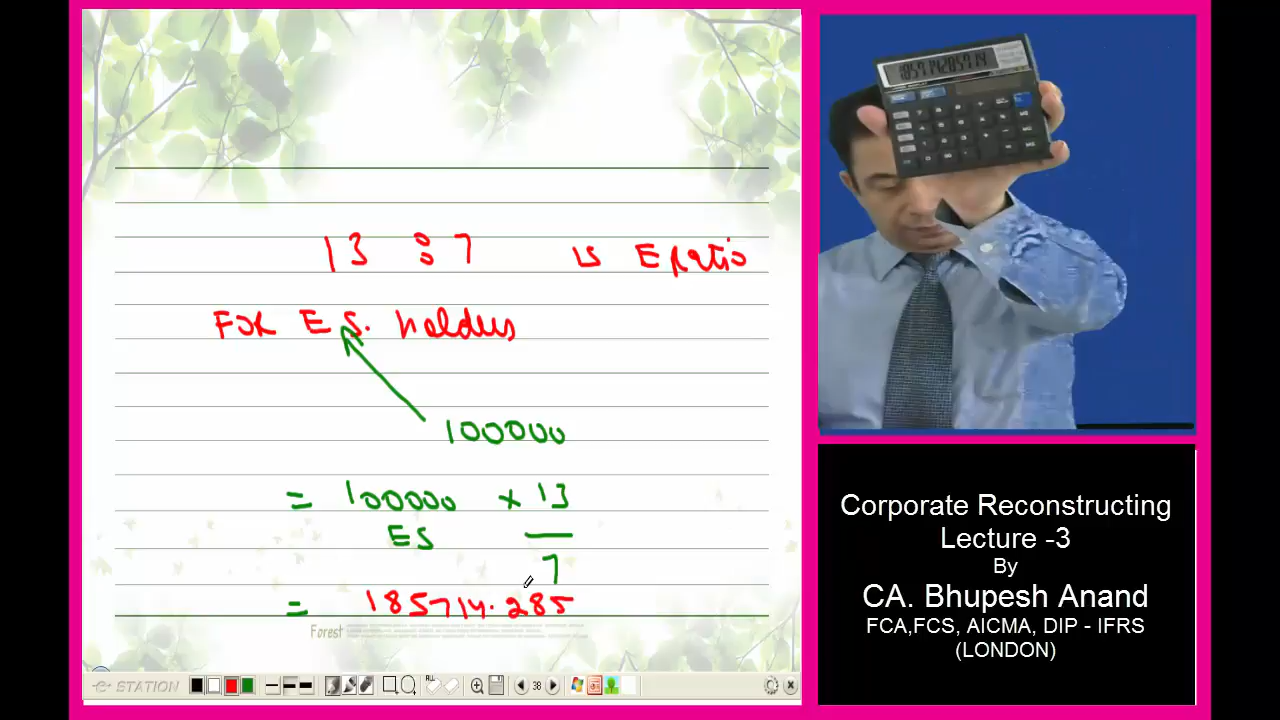 13 : 7 is E ratio
FOR E.S. holders
100000
= 100000 × 13
ES 7
= 185714.285
Forest
e-STATION
38
Corporate Reconstructing
Lecture -3
By
CA. Bhupesh Anand
FCA,FCS, AICMA, DIP - IFRS
(LONDON)